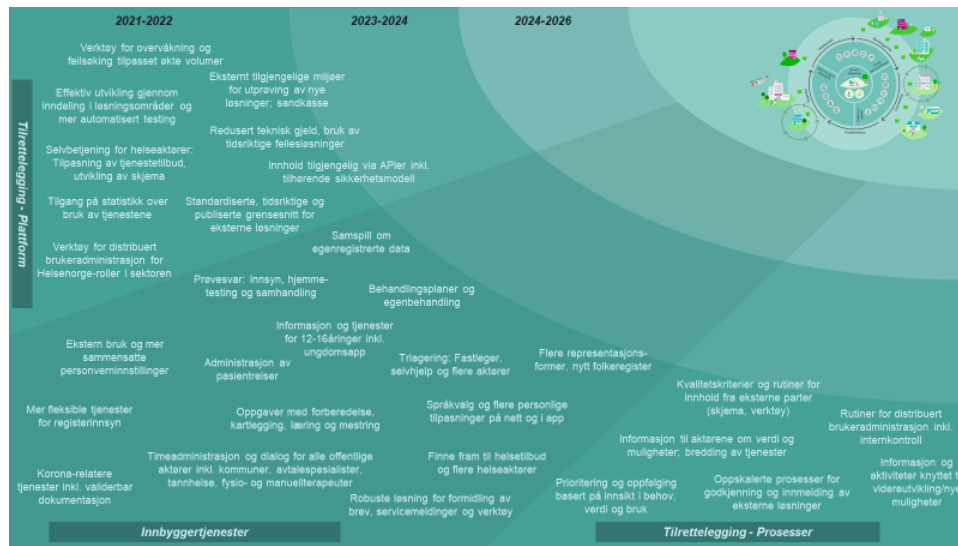 2021-2022
2023-2024
2024-2026
Tilrettelegging - Plattform
Verktøy for overvåkning og
feilsøking tilpasset økte volumer
Eksternt tilgjengelige miljøer
for utprøving av nye
løsninger; sandkasse
Effektiv utvikling gjennom
inndeling i løsningsområder og
mer automatisert testing
Redusert teknisk gjeld, bruk av
tidsriktige fellesløsninger
Selvbetjening for helseaktører:
Tilpasning av tjenestetilbud,
utvikling av skjema
Innhold tilgjengelig via APIer inkl.
tilhørende sikkerhetsmodell
Tilgang på statistikk over
bruk av tjenestene
Standardiserte, tidsriktige og
publiserte grensesnitt for
eksterne løsninger
Samspill om
egenregistrerte data
Verktøy for distribuert
brukeradministrasjon for
Helsenorge-roller i sektoren
Prøvesvar: Innsyn, hjemme-
testing og samhandling
Behandlingsplaner og
egenbehandling
Informasjon og tjenester
for 12-16åringer inkl.
ungdomsapp
Ekstern bruk og mer
sammensatte
personverninnstillinger
Administrasjon av
pasientreiser
Triagering: Fastleger,
selvhjelp og flere aktører
Flere representasjons-
former, nytt folkeregister
Kvalitetskriterier og rutiner for
innhold fra eksterne parter
(skjema, verktøy)
Mer fleksible tjenester
for registerinnsyn
Oppgaver med forberedelse,
kartlegging, læring og mestring
Språkvalg og flere personlige
tilpasninger på nett og i app
Rutiner for distribuert
brukeradministrasjon inkl.
internkontroll
Informasjon til aktørene om verdi og
muligheter; bredding av tjenester
Korona-relatere
tjenester inkl. validerbar
dokumentasjon
Timeadministrasjon og dialog for alle offentlige
aktører inkl. kommuner, avtalespesialister,
tannhelse, fysio- og manuellterapeuter
Finne fram til helsetilbud
og flere helseaktører
Robuste løsning for formidling av
brev, servicemeldinger og verktøy
Prioritering og oppfølging
basert på innsikt i behov,
verdi og bruk
Oppskalerte prosesser for
godkjenning og innmelding av
eksterne løsninger
Informasjon og
aktiviteter knyttet t
videreutvikling/nye
muligheter
Innbyggertjenester
Tilrettelegging - Prosesser